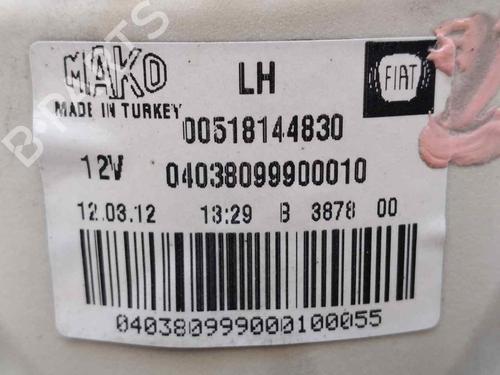 MAKO
LH
FIAT
MADE IN TURKEY
00518144830
12V
04038099900010
12.03.12 13:29 B 3878 00
040380999000100055